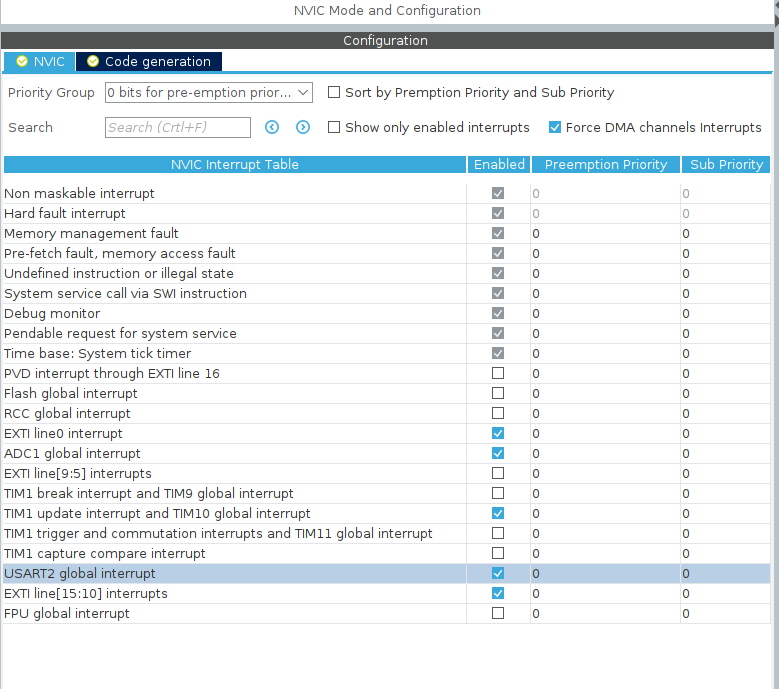 NVIC Mode and Configuration
Configuration
NVIC Code generation
Priority Group 0 bits for pre-emption prior... Sort by Premption Priority and Sub Priority
Search Search (Crtl+F) Show only enabled interrupts Force DMA channels Interrupts
NVIC Interrupt Table Enabled Preemption Priority Sub Priority
Non maskable interrupt 0 0
Hard fault interrupt 0 0
Memory management fault 0 0
Pre-fetch fault, memory access fault 0 0
Undefined instruction or illegal state 0 0
System service call via SWI instruction 0 0
Debug monitor 0 0
Pendable request for system service 0 0
Time base: System tick timer 0 0
PVD interrupt through EXTI line 16 0 0
Flash global interrupt 0 0
RCC global interrupt 0 0
EXTI line0 interrupt 0 0
ADC1 global interrupt 0 0
EXTI line[9:5] interrupts 0 0
TIM1 break interrupt and TIM9 global interrupt 0 0
TIM1 update interrupt and TIM10 global interrupt 0 0
TIM1 trigger and commutation interrupts and TIM11 global interrupt 0 0
TIM1 capture compare interrupt 0 0
USART2 global interrupt 0 0
EXTI line[15:10] interrupts 0 0
FPU global interrupt 0 0